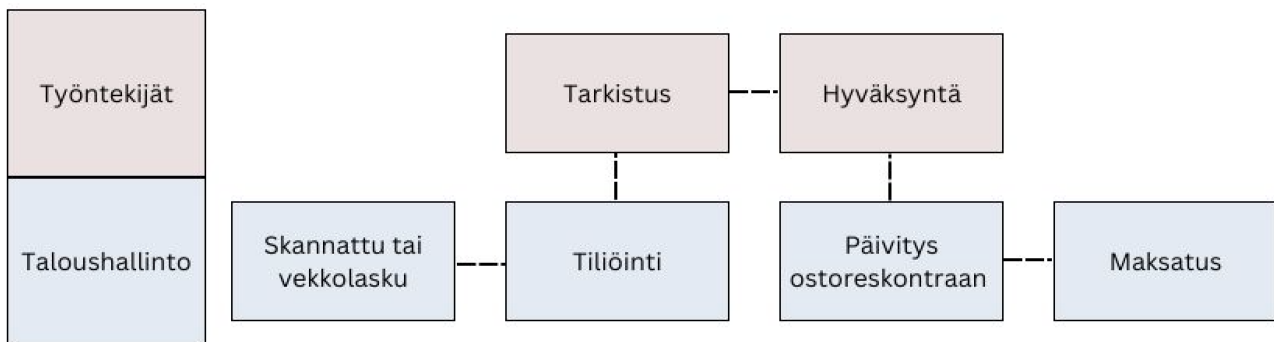 Työntekijät
Tarkistus
Hyväksyntä
Taloushallinto
Skannattu tai
vekkolasku
Tiliöinti
Päivitys
ostoreskontraan
Maksatus